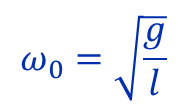 ω₀ = √(g/l)